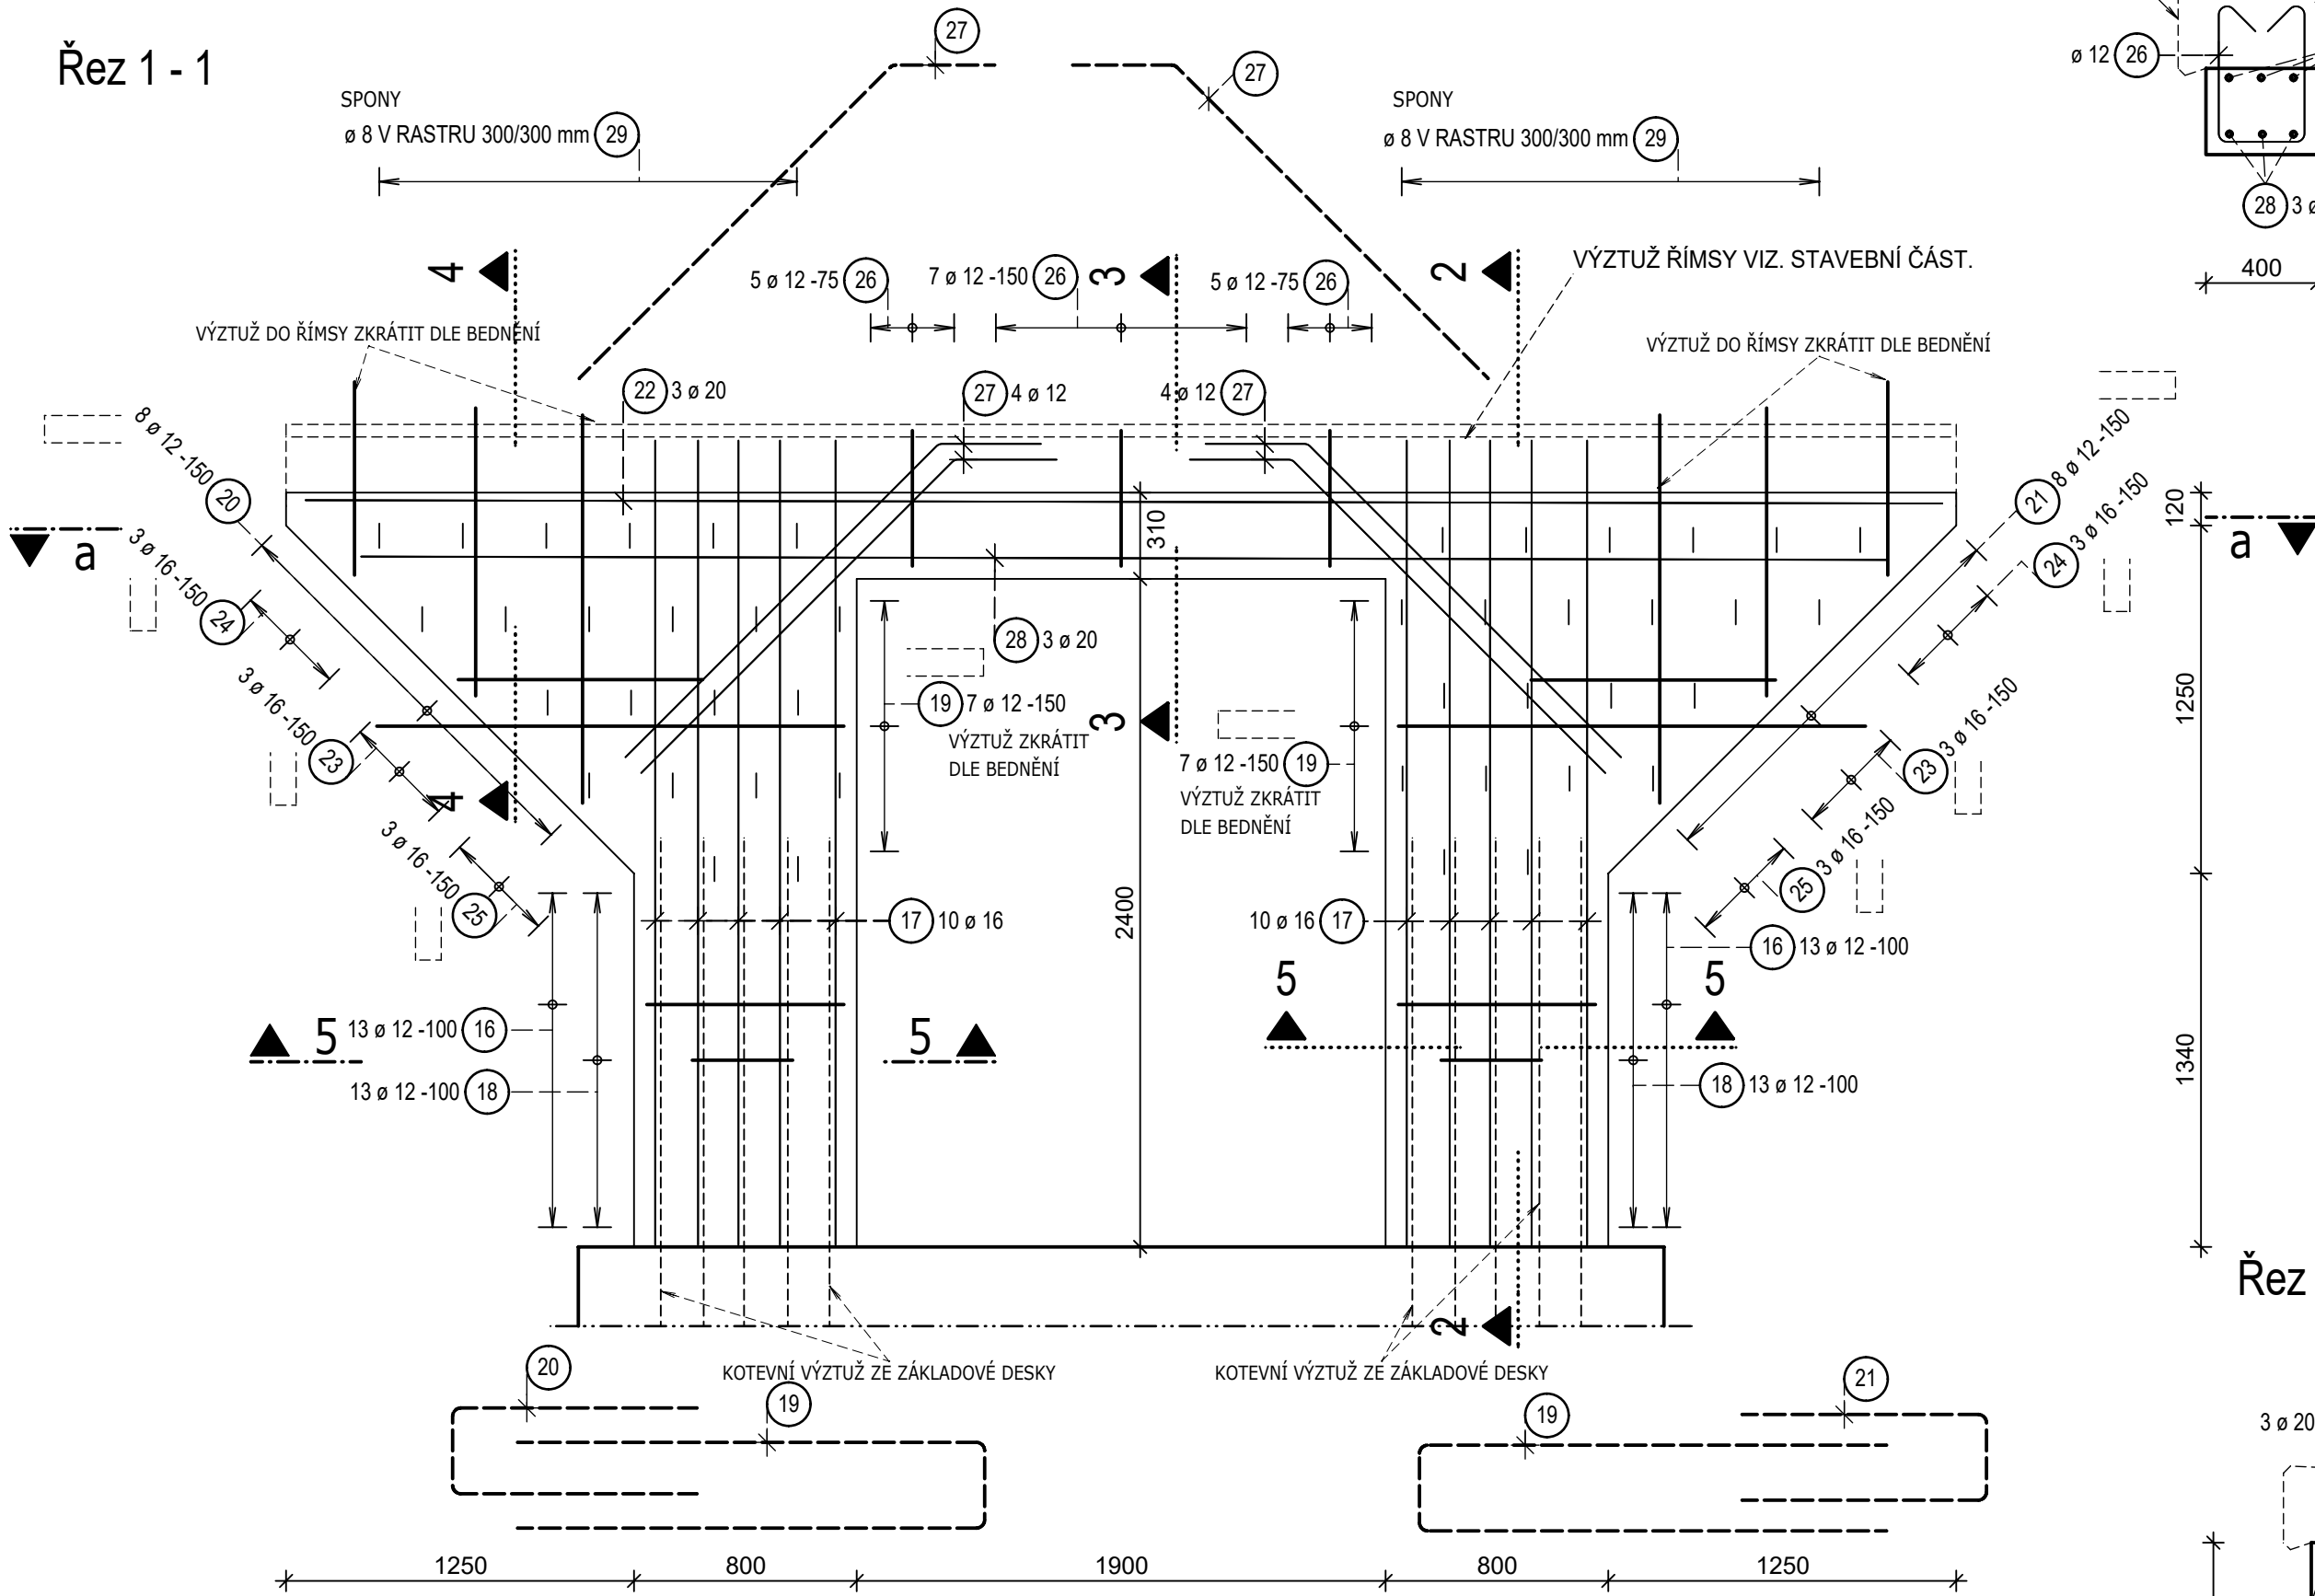 Řez 1 - 1
27
27
SPONY
ø 8 V RASTRU 300/300 mm 29
SPONY
ø 8 V RASTRU 300/300 mm 29
ø 12 26
28 3 ø
400
4
5 ø 12 -75 26
7 ø 12 -150 26
3
5 ø 12 -75 26
2
VÝZTUŽ ŘÍMSY VIZ. STAVEBNÍ ČÁST.
VÝZTUŽ DO ŘÍMSY ZKRÁTIT DLE BEDNĚNÍ
VÝZTUŽ DO ŘÍMSY ZKRÁTIT DLE BEDNĚNÍ
22 3 ø 20
27 4 ø 12
4 ø 12 27
8 ø 12 -150 20
21 8 ø 12 -150
a
3 ø 16 -150 24
310
24 3 ø 16 -150
120
a
28 3 ø 20
3 ø 16 -150 23
19 7 ø 12 -150
VÝZTUŽ ZKRÁTIT
DLE BEDNĚNÍ
3
7 ø 12 -150 19
VÝZTUŽ ZKRÁTIT
DLE BEDNĚNÍ
23 3 ø 16 -150
1250
4
3 ø 16 -150 25
25 3 ø 16 -150
17 10 ø 16
2400
10 ø 16 17
16 13 ø 12 -100
5
5
5
13 ø 12 -100 16
5
13 ø 12 -100 18
18 13 ø 12 -100
1340
Řez
2
KOTEVNÍ VÝZTUŽ ZE ZÁKLADOVÉ DESKY
KOTEVNÍ VÝZTUŽ ZE ZÁKLADOVÉ DESKY
20
19
19
21
3 ø 20
1250
800
1900
800
1250